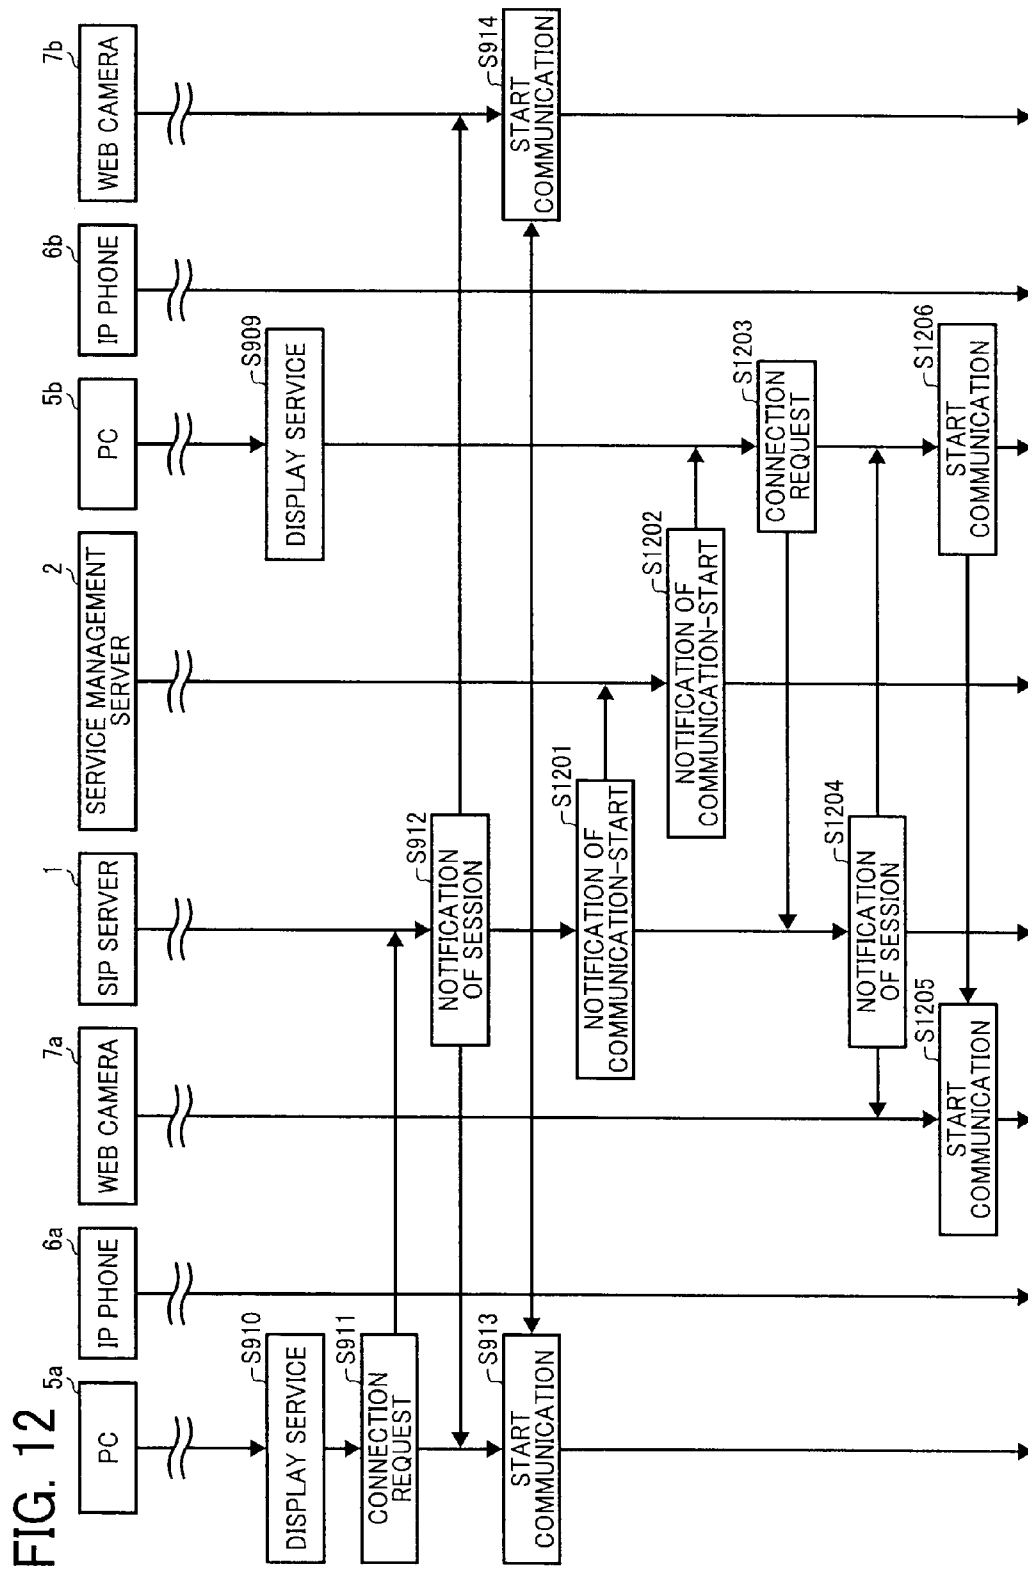 FIG. 12
5a
PC
6a
IP PHONE
7a
WEB CAMERA
1
SIP SERVER
2
SERVICE MANAGEMENT
SERVER
5b
PC
6b
IP PHONE
7b
WEB CAMERA
S910
DISPLAY SERVICE
S909
DISPLAY SERVICE
S911
CONNECTION
REQUEST
S912
NOTIFICATION
OF SESSION
S913
START
COMMUNICATION
S914
START
COMMUNICATION
S1201
NOTIFICATION OF
COMMUNICATION-START
S1202
NOTIFICATION OF
COMMUNICATION-START
S1203
CONNECTION
REQUEST
S1204
NOTIFICATION
OF SESSION
S1205
START
COMMUNICATION
S1206
START
COMMUNICATION